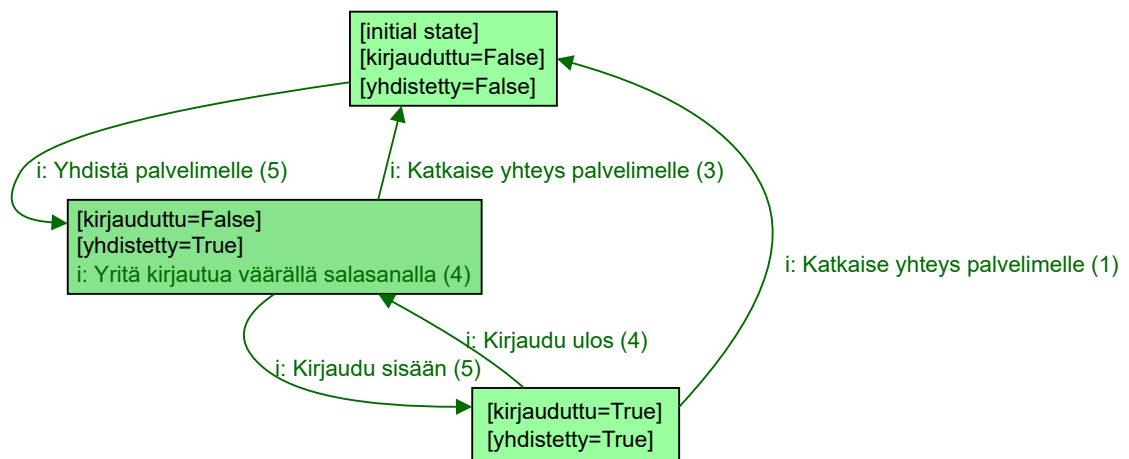 [initial state]
[kirjauduttu=False]
[yhdistetty=False]
i: Yhdistä palvelimelle (5)
i: Katkaise yhteys palvelimelle (3)
[kirjauduttu=False]
[yhdistetty=True]
i: Yritä kirjautua väärällä salasanalla (4)
i: Katkaise yhteys palvelimelle (1)
i: Kirjaudu ulos (4)
i: Kirjaudu sisään (5)
[kirjauduttu=True]
[yhdistetty=True]